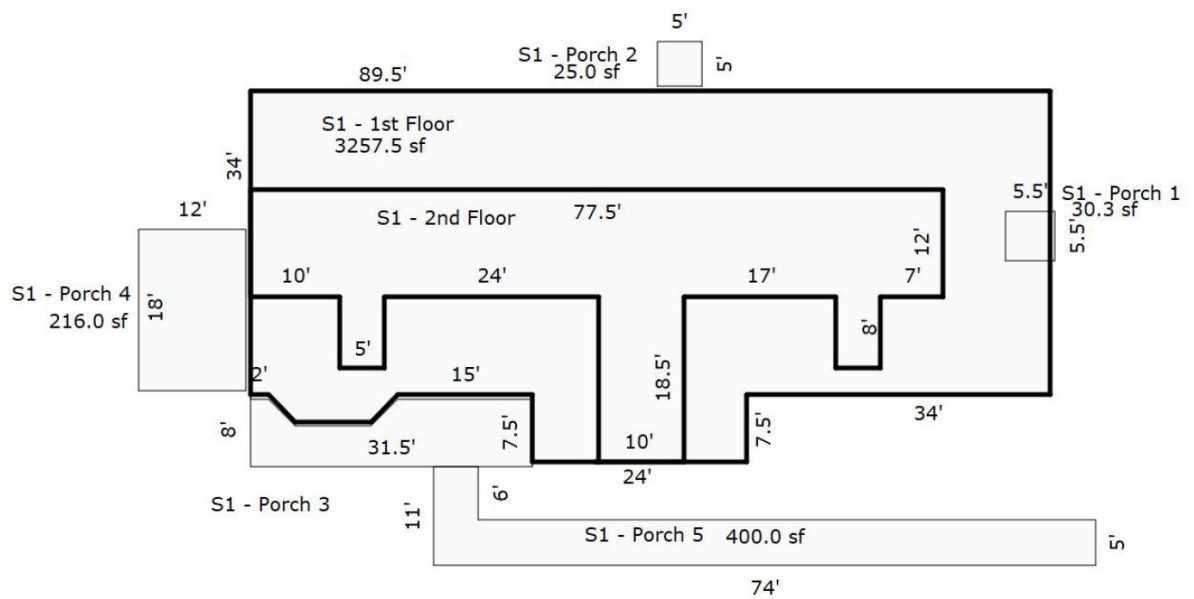 5'
S1 - Porch 2
25.0 sf
5'
89.5'
S1 - 1st Floor
3257.5 sf
34'
12'
S1 - 2nd Floor
77.5'
5.5'
S1 - Porch 1
30.3 sf
5.5'
12'
10'
24'
17'
7'
S1 - Porch 4
216.0 sf
18'
8'
5'
18.5'
2'
15'
34'
8'
31.5'
7.5'
10'
7.5'
24'
S1 - Porch 3
6'
11'
S1 - Porch 5 400.0 sf
5'
74'